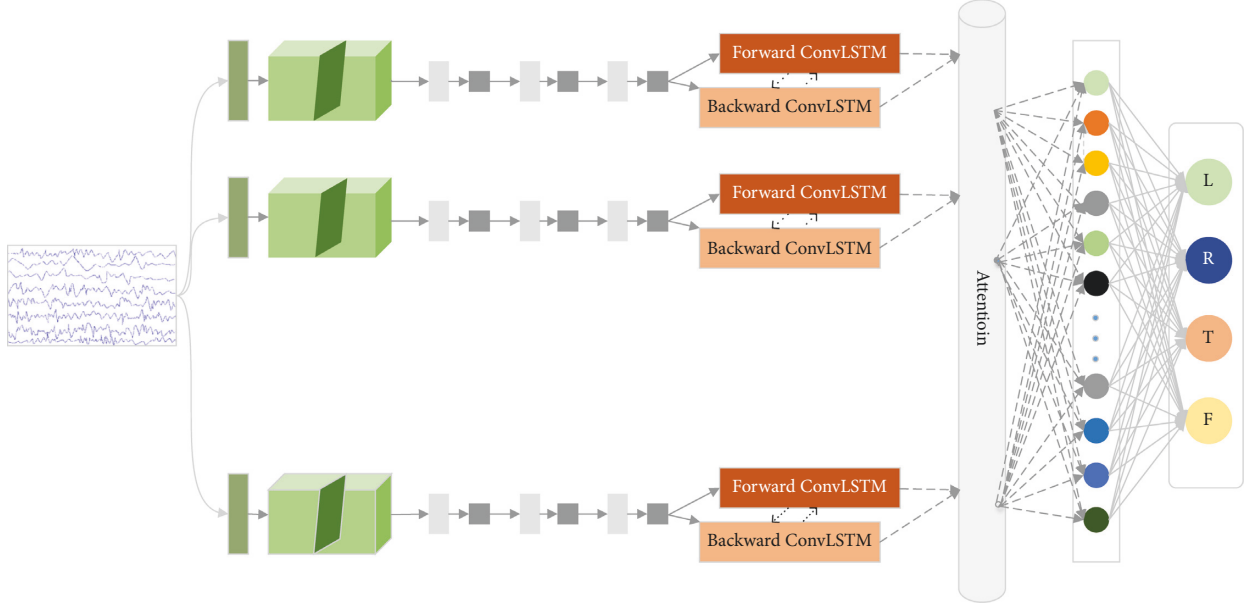 Forward ConvLSTM
Backward ConvLSTM
Forward ConvLSTM
Backward ConvLSTM
Forward ConvLSTM
Backward ConvLSTM
Attentioin
L
R
T
F